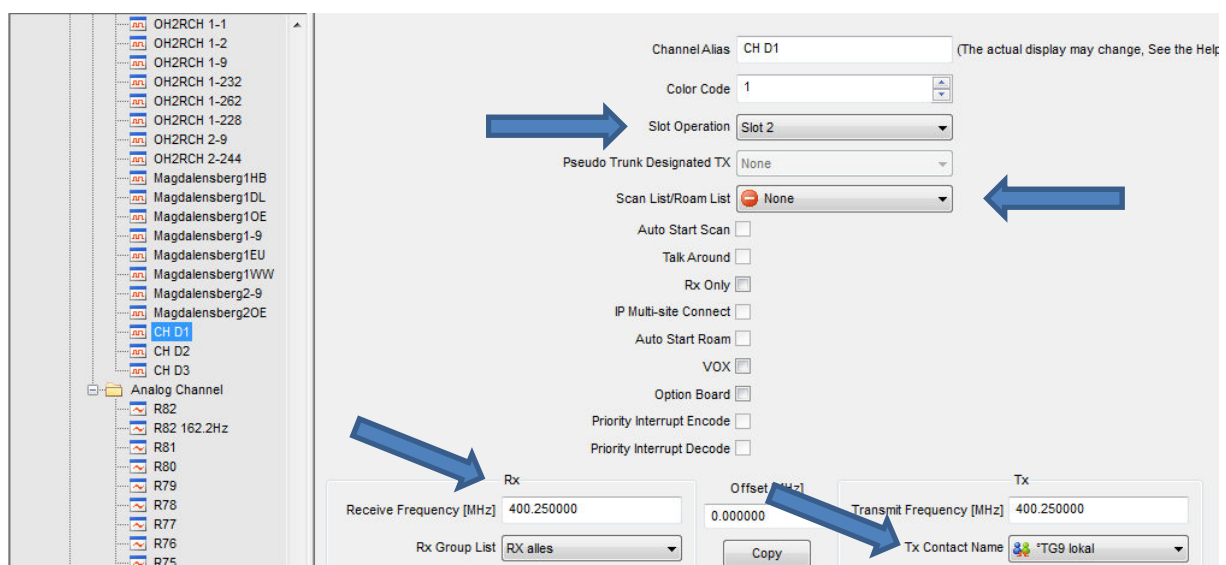 OH2RCH 1-1
OH2RCH 1-2
OH2RCH 1-9
OH2RCH 1-232
OH2RCH 1-262
OH2RCH 1-228
OH2RCH 2-9
OH2RCH 2-244
Magdalensberg1HB
Magdalensberg1DL
Magdalensberg1OE
Magdalensberg1-9
Magdalensberg1EU
Magdalensberg1WW
Magdalensberg2-9
Magdalensberg2OE
CH D1
CH D2
CH D3
Analog Channel
R82
R82 162.2Hz
R81
R80
R79
R78
R77
R76
R75
Channel Alias CH D1 (The actual display may change, See the Help
Color Code 1
Slot Operation Slot 2
Pseudo Trunk Designated TX None
Scan List/Roam List None
Auto Start Scan
Talk Around
Rx Only
IP Multi-site Connect
Auto Start Roam
VOX
Option Board
Priority Interrupt Encode
Priority Interrupt Decode
Rx
Receive Frequency [MHz] 400.250000
Rx Group List RX alles
Offset [MHz]
0.000000
Copy
Tx
Transmit Frequency [MHz] 400.250000
Tx Contact Name *TG9 lokal